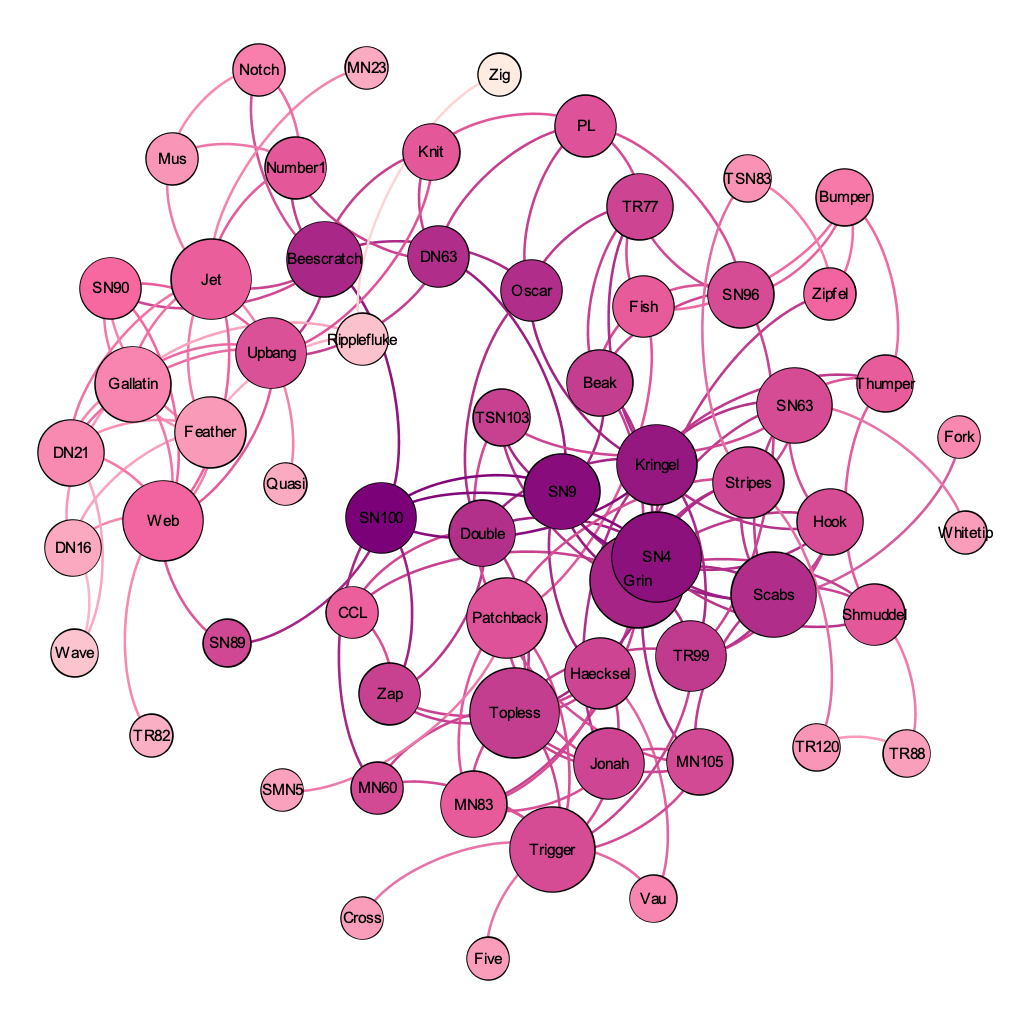 Notch
MN23
Zig
PL
Knit
Mus
Number1
TSN83
Bumper
TR77
Beescratch
DN63
Jet
SN90
Oscar
Fish
SN96
Zipfel
Ripplefluke
Upbang
Gallatin
Beak
Thumper
SN63
TSN103
Feather
Fork
DN21
Kringel
Quasi
Stripes
SN9
SN100
Web
Hook
Double
Whitetip
DN16
SN4
Grin
Scabs
CCL
Patchback
Shmuddel
SN89
Wave
TR99
Haecksel
Zap
Topless
TR82
TR120
TR88
Jonah
MN105
SMN5
MN60
MN83
Trigger
Vau
Cross
Five